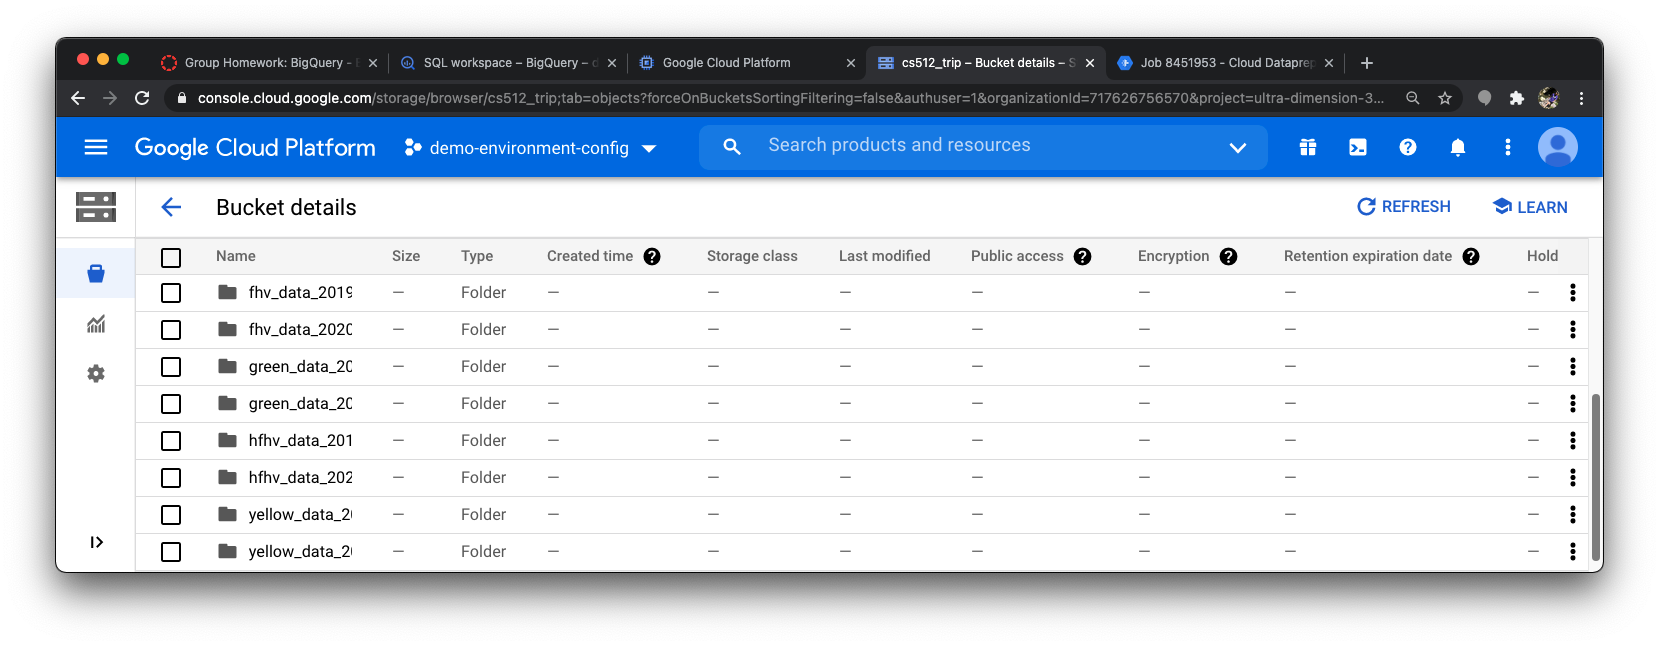 Group Homework: BigQuery -
SQL workspace – BigQuery –
Google Cloud Platform
cs512_trip – Bucket details – S
Job 8451953 - Cloud Dataprep
console.cloud.google.com/storage/browser/cs512_trip;tab=objects?forceOnBucketsSortingFiltering=false&authuser=1&organizationId=717626756570&project=ultra-dimension-3...
Google Cloud Platform
demo-environment-config
Search products and resources
Bucket details
REFRESH
LEARN
Name Size Type Created time ? Storage class Last modified Public access ? Encryption ? Retention expiration date ? Hold
fhv_data_2019 — Folder — — — — — — —
fhv_data_2020 — Folder — — — — — — —
green_data_20 — Folder — — — — — — —
green_data_20 — Folder — — — — — — —
hfhv_data_201 — Folder — — — — — — —
hfhv_data_202 — Folder — — — — — — —
yellow_data_2 — Folder — — — — — — —
yellow_data_2 — Folder — — — — — — —